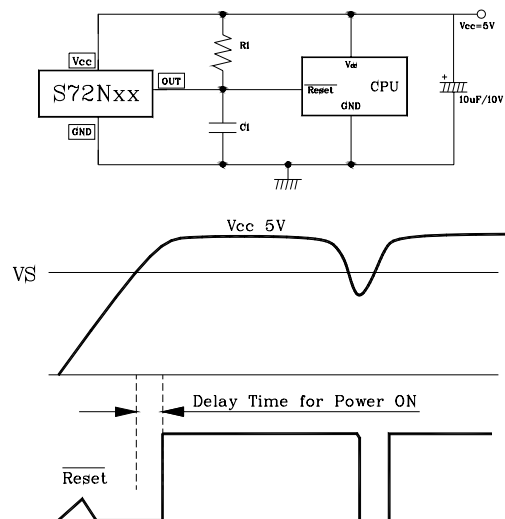 Vcc=5V
R1
Vdd
Vcc
S72Nxx
OUT
Reset
CPU
GND
+
10uF/10V
GND
C1
Vcc 5V
VS
Delay Time for Power ON
Reset